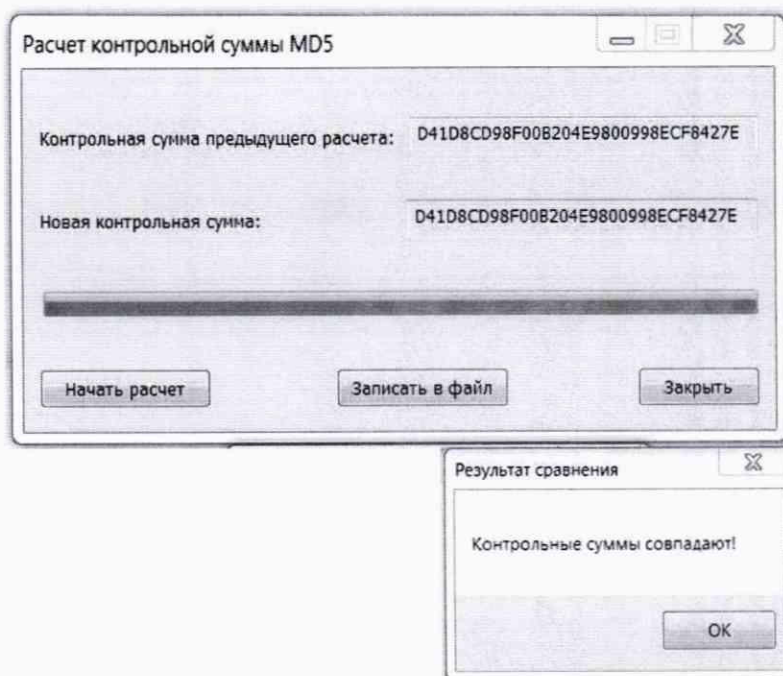 Расчет контрольной суммы MD5
Контрольная сумма предыдущего расчета: D41D8CD98F00B204E9800998ECF8427E
Новая контрольная сумма: D41D8CD98F00B204E9800998ECF8427E
Начать расчет Записать в файл Закрыть
Результат сравнения
Контрольные суммы совпадают!
OK